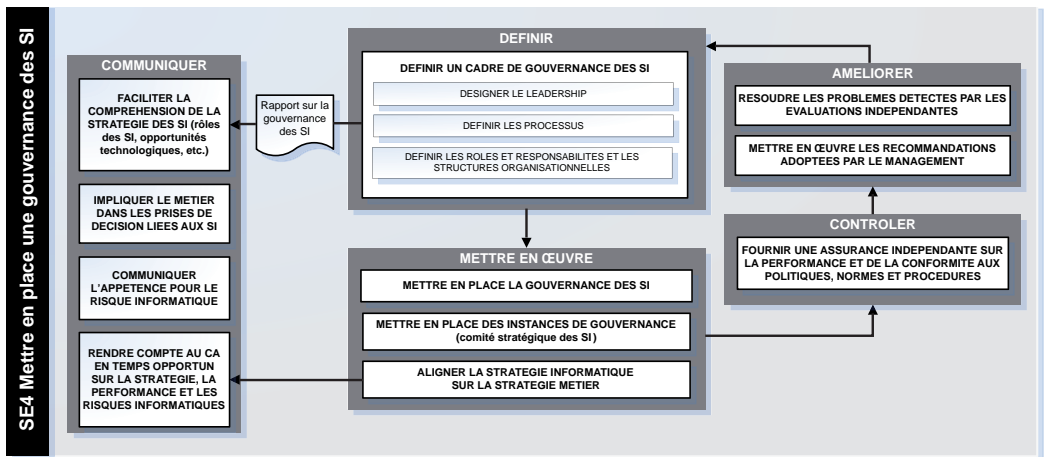 SE4 Mettre en place une gouvernance des SI
COMMUNIQUER
FACILITER LA
COMPREHENSION DE LA
STRATEGIE DES SI (rôles
des SI, opportunités
technologiques, etc.)
IMPLIQUER LE METIER
DANS LES PRISES DE
DECISION LIEES AUX SI
COMMUNIQUER
L'APPETENCE POUR LE
RISQUE INFORMATIQUE
RENDRE COMPTE AU CA
EN TEMPS OPPORTUN
SUR LA STRATEGIE, LA
PERFORMANCE ET LES
RISQUES INFORMATIQUES
Rapport sur la
gouvernance
des SI
DEFINIR
DEFINIR UN CADRE DE GOUVERNANCE DES SI
DESIGNER LE LEADERSHIP
DEFINIR LES PROCESSUS
DEFINIR LES ROLES ET RESPONSABILITES ET LES
STRUCTURES ORGANISATIONNELLES
METTRE EN ŒUVRE
METTRE EN PLACE LA GOUVERNANCE DES SI
METTRE EN PLACE DES INSTANCES DE GOUVERNANCE
(comité stratégique des SI)
ALIGNER LA STRATEGIE INFORMATIQUE
SUR LA STRATEGIE METIER
AMELIORER
RESOUDRE LES PROBLEMES DETECTES PAR LES
EVALUATIONS INDEPENDANTES
METTRE EN ŒUVRE LES RECOMMANDATIONS
ADOPTEES PAR LE MANAGEMENT
CONTROLER
FOURNIR UNE ASSURANCE INDEPENDANTE SUR
LA PERFORMANCE ET DE LA CONFORMITE AUX
POLITIQUES, NORMES ET PROCEDURES